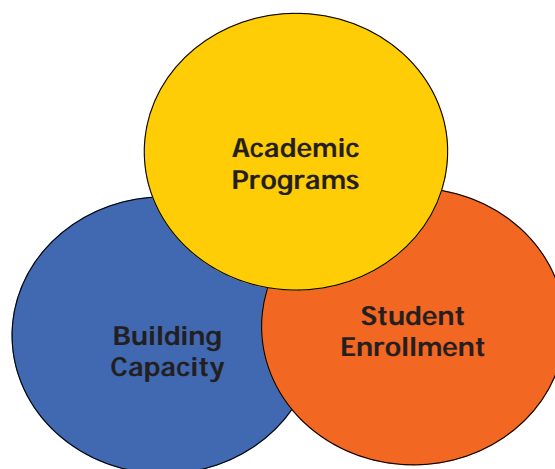 Academic
Programs
Building
Capacity
Student
Enrollment